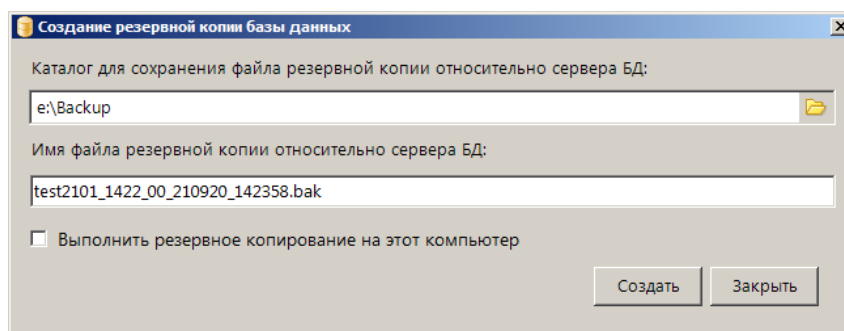 Создание резервной копии базы данных
Каталог для сохранения файла резервной копии относительно сервера БД:
e:\Backup
Имя файла резервной копии относительно сервера БД:
test2101_1422_00_210920_142358.bak
Выполнить резервное копирование на этот компьютер
Создать Закрыть